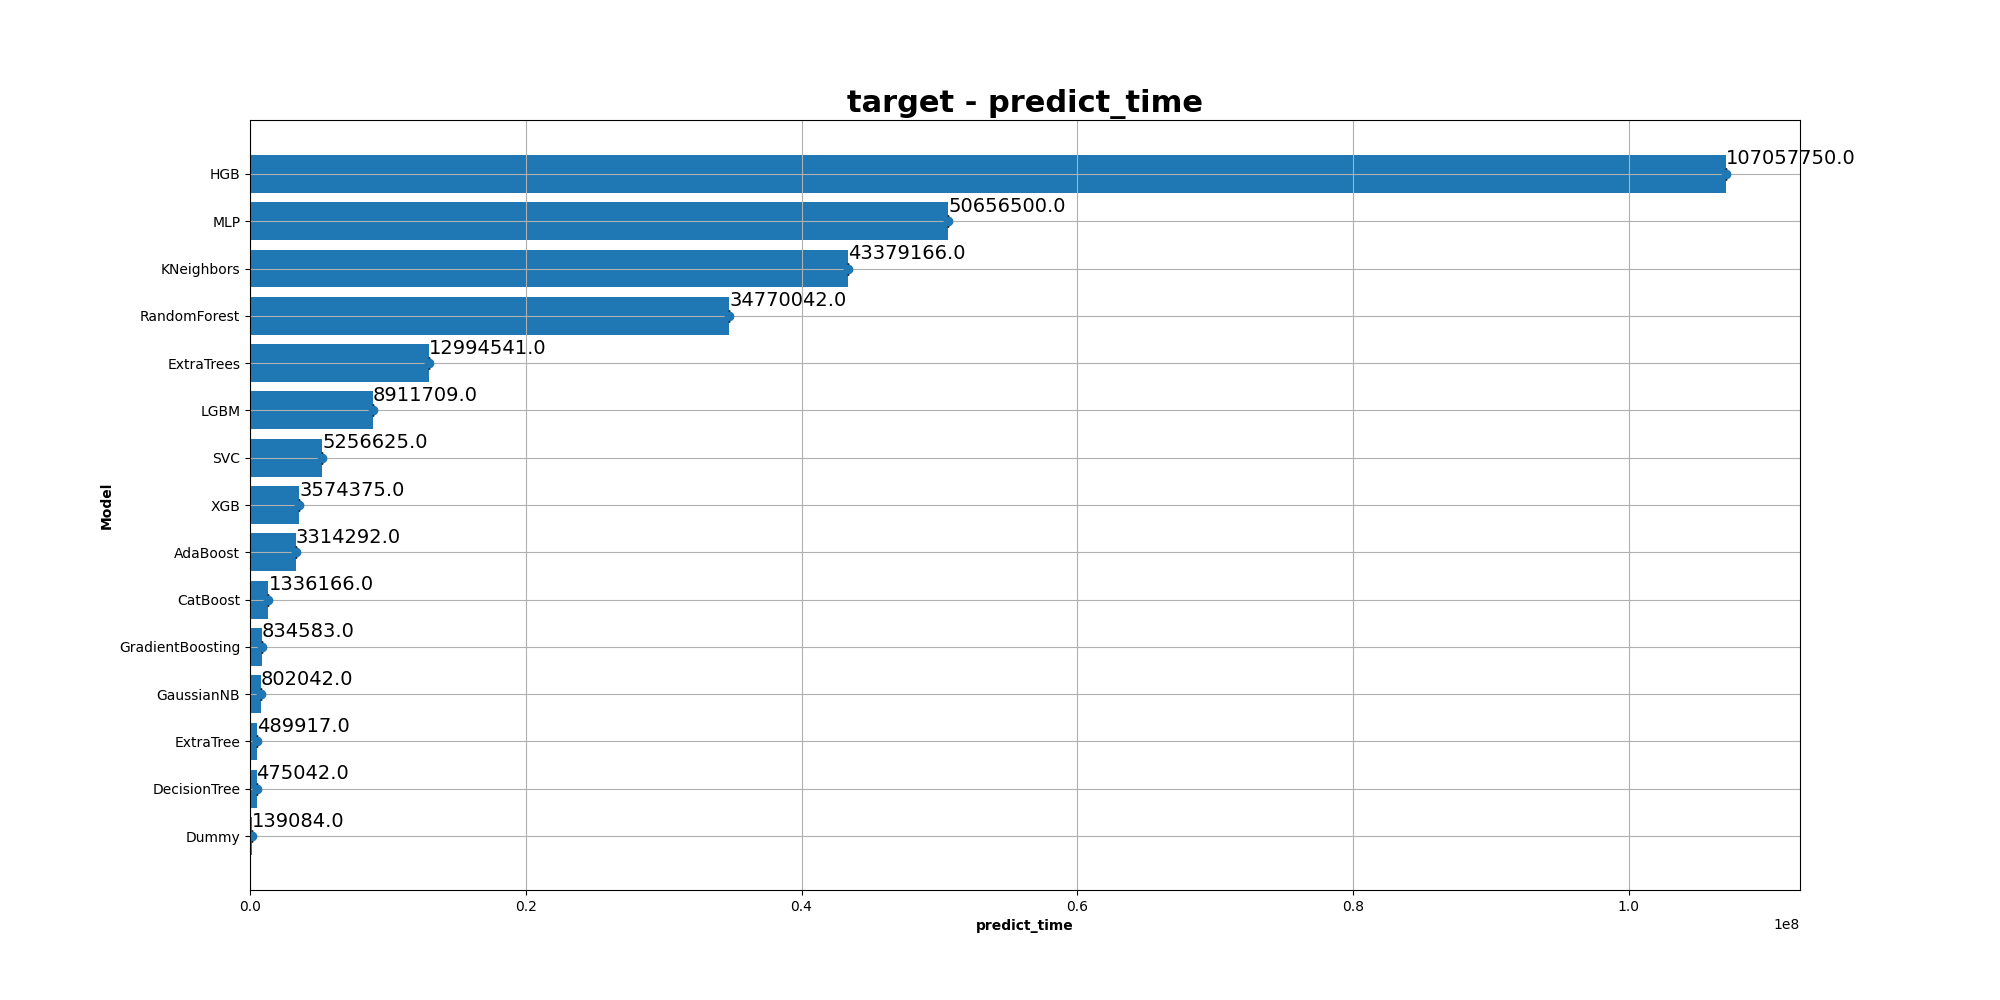 target - predict_time
HGB
107057750.0
MLP
50656500.0
KNeighbors
43379166.0
RandomForest
34770042.0
ExtraTrees
12994541.0
LGBM
8911709.0
SVC
5256625.0
XGB
3574375.0
AdaBoost
3314292.0
CatBoost
1336166.0
GradientBoosting
834583.0
GaussianNB
802042.0
ExtraTree
489917.0
DecisionTree
475042.0
Dummy
139084.0
Model
0.0 0.2 0.4 0.6 0.8 1.0
predict_time
1e8